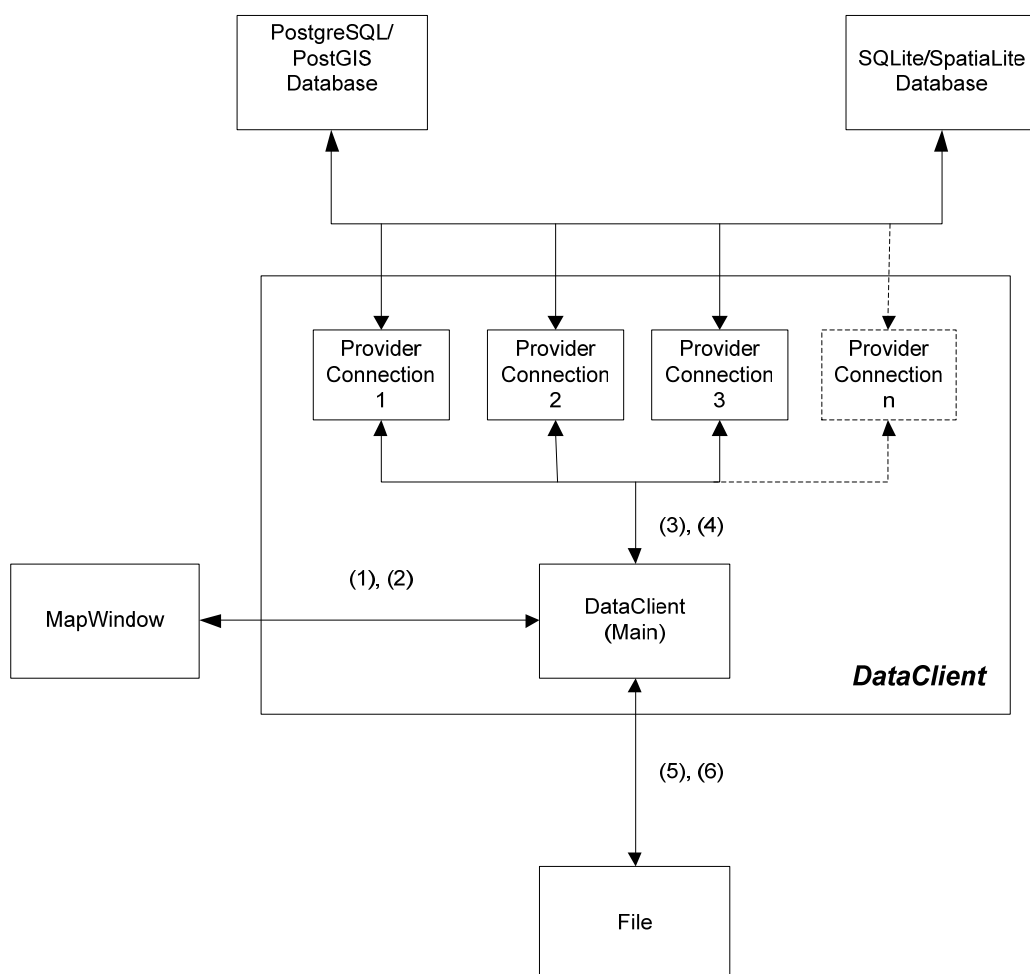 PostgreSQL/
PostGIS
Database
SQLite/SpatiaLite
Database
Provider
Connection
1
Provider
Connection
2
Provider
Connection
3
Provider
Connection
n
(3), (4)
(1), (2)
MapWindow
DataClient
(Main)
DataClient
(5), (6)
File